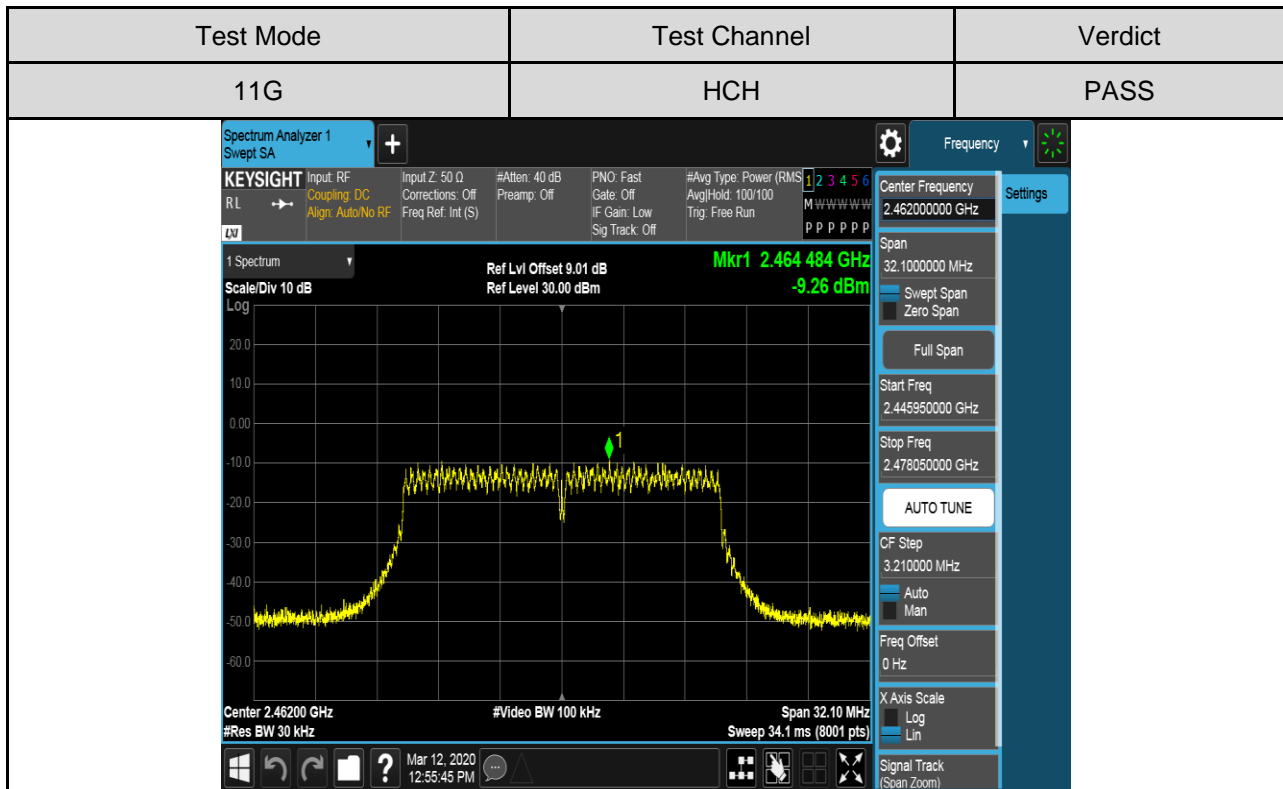 Test Mode Test Channel Verdict
11G HCH PASS
Spectrum Analyzer 1
Swept SA
+
Frequency
KEYSIGHT Input: RF Input Z: 50 Ω #Atten: 40 dB PNO: Fast #Avg Type: Power (RMS 1 2 3 4 5 6
RL Coupling: DC Corrections: Off Preamp: Off Gate: Off Avg|Hold: 100/100 M W W W W W
Align: Auto/No RF Freq Ref: Int (S) IF Gain: Low Trig: Free Run
LXI Sig Track: Off P P P P P P
1 Spectrum
Scale/Div 10 dB
Ref Lvl Offset 9.01 dB
Ref Level 30.00 dBm
Mkr1 2.464 484 GHz
-9.26 dBm
Log
20.0
10.0
0.00
1
-10.0
-20.0
-30.0
-40.0
-50.0
-60.0
Center 2.46200 GHz #Video BW 100 kHz Span 32.10 MHz
#Res BW 30 kHz Sweep 34.1 ms (8001 pts)
Center Frequency
2.462000000 GHz
Settings
Span
32.1000000 MHz
Swept Span
Zero Span
Full Span
Start Freq
2.445950000 GHz
Stop Freq
2.478050000 GHz
AUTO TUNE
CF Step
3.210000 MHz
Auto
Man
Freq Offset
0 Hz
X Axis Scale
Log
Lin
Signal Track
(Span Zoom)
?
Mar 12, 2020
12:55:45 PM